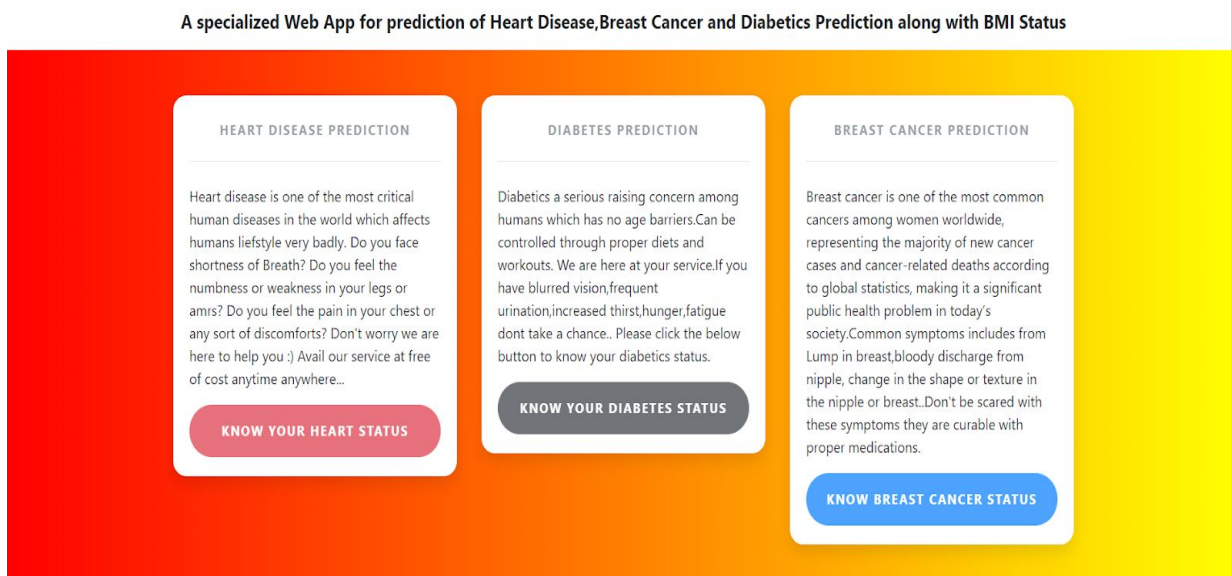 A specialized Web App for prediction of Heart Disease,Breast Cancer and Diabetics Prediction along with BMI Status
HEART DISEASE PREDICTION
Heart disease is one of the most critical
human diseases in the world which affects
humans liefstyle very badly. Do you face
shortness of Breath? Do you feel the
numbness or weakness in your legs or
amrs? Do you feel the pain in your chest or
any sort of discomforts? Don't worry we are
here to help you :) Avail our service at free
of cost anytime anywhere...
KNOW YOUR HEART STATUS
DIABETES PREDICTION
Diabetics a serious raising concern among
humans which has no age barriers.Can be
controlled through proper diets and
workouts. We are here at your service.If you
have blurred vision,frequent
urination,increased thirst,hunger,fatigue
dont take a chance.. Please click the below
button to know your diabetics status.
KNOW YOUR DIABETES STATUS
BREAST CANCER PREDICTION
Breast cancer is one of the most common
cancers among women worldwide,
representing the majority of new cancer
cases and cancer-related deaths according
to global statistics, making it a significant
public health problem in today’s
society.Common symptoms includes from
Lump in breast,bloody discharge from
nipple, change in the shape or texture in
the nipple or breast..Don't be scared with
these symptoms they are curable with
proper medications.
KNOW BREAST CANCER STATUS